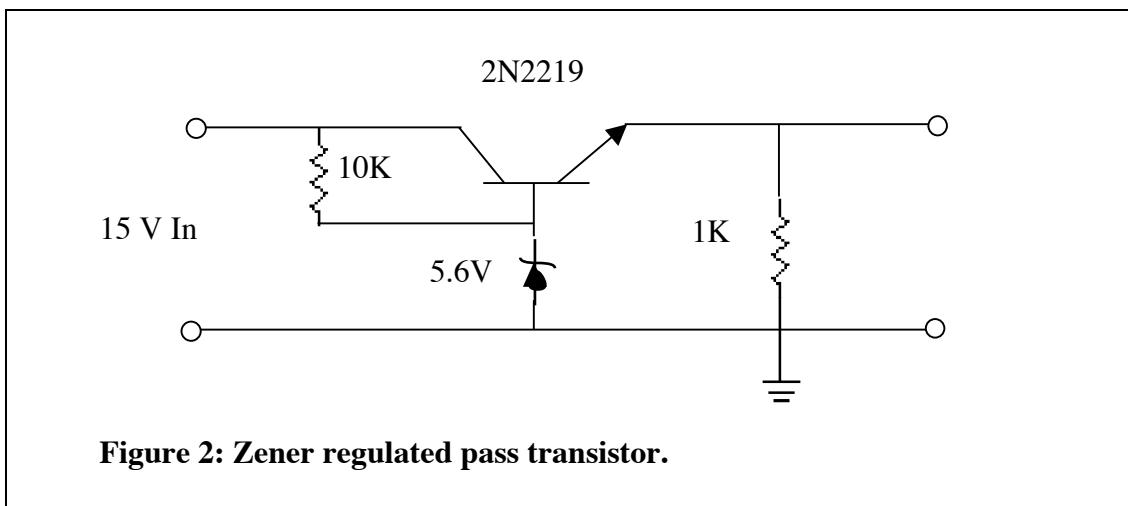 2N2219
10K
15 V In
1K
5.6V
Figure 2: Zener regulated pass transistor.